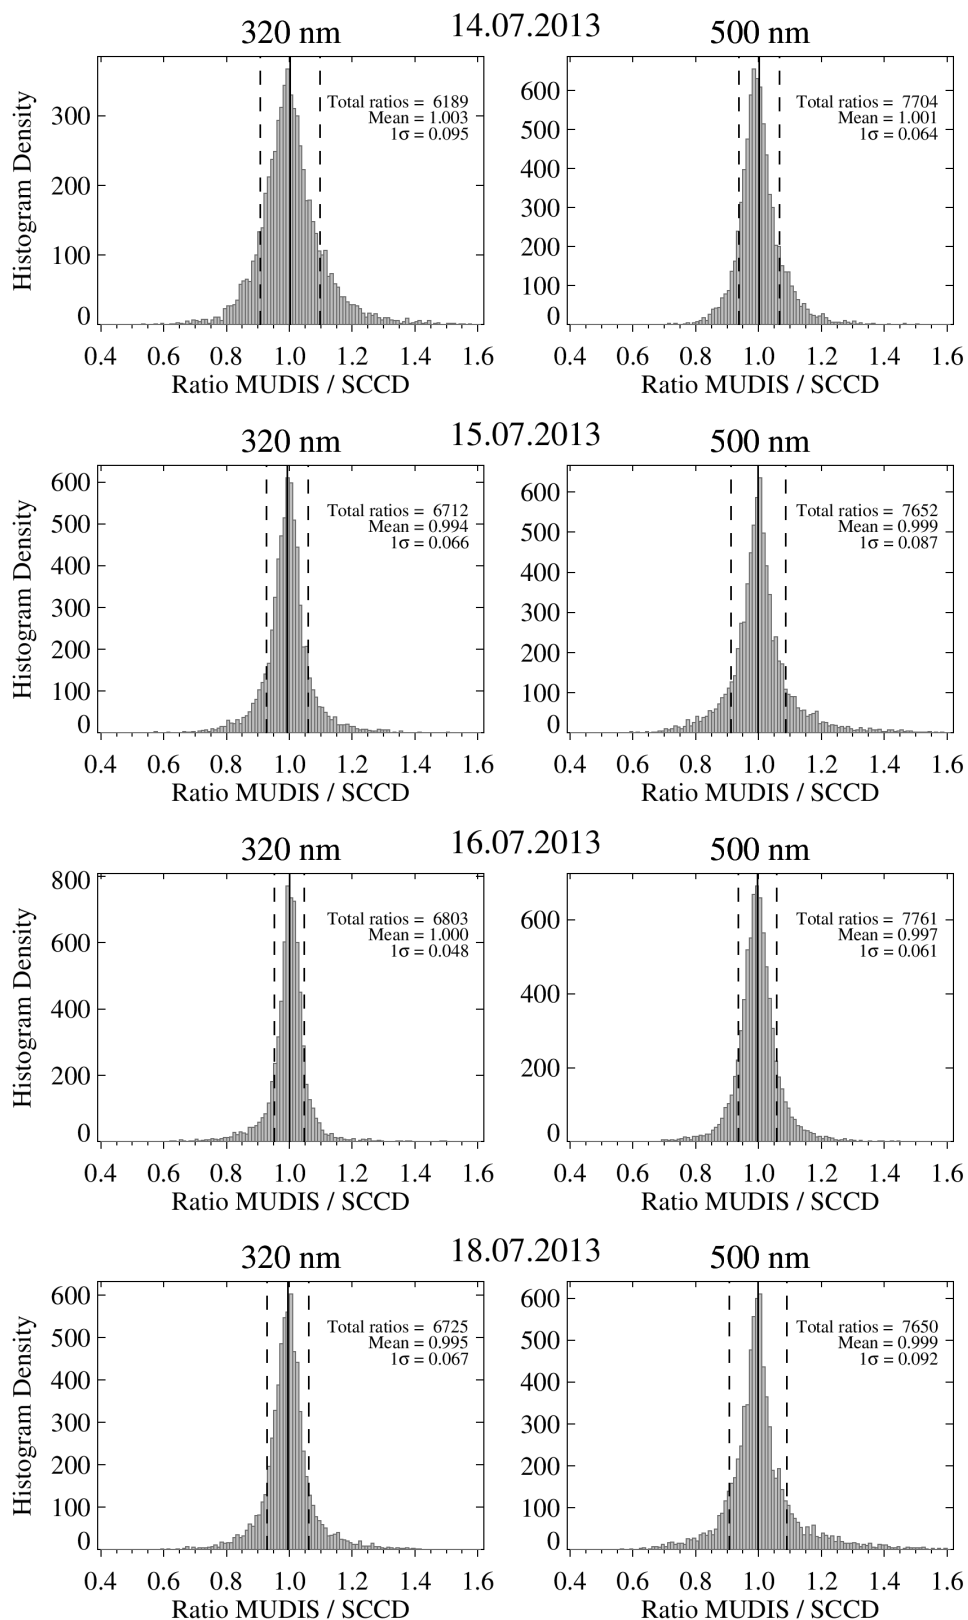 14.07.2013
320 nm
500 nm
Histogram Density
300
200
100
0
Total ratios = 6189
Mean = 1.003
1σ = 0.095
0.4 0.6 0.8 1.0 1.2 1.4 1.6
Ratio MUDIS / SCCD
600
500
400
300
200
100
0
Total ratios = 7704
Mean = 1.001
1σ = 0.064
0.4 0.6 0.8 1.0 1.2 1.4 1.6
Ratio MUDIS / SCCD
15.07.2013
320 nm
500 nm
Histogram Density
600
500
400
300
200
100
0
Total ratios = 6712
Mean = 0.994
1σ = 0.066
0.4 0.6 0.8 1.0 1.2 1.4 1.6
Ratio MUDIS / SCCD
600
500
400
300
200
100
0
Total ratios = 7652
Mean = 0.999
1σ = 0.087
0.4 0.6 0.8 1.0 1.2 1.4 1.6
Ratio MUDIS / SCCD
16.07.2013
320 nm
500 nm
Histogram Density
800
600
400
200
0
Total ratios = 6803
Mean = 1.000
1σ = 0.048
0.4 0.6 0.8 1.0 1.2 1.4 1.6
Ratio MUDIS / SCCD
600
400
200
0
Total ratios = 7761
Mean = 0.997
1σ = 0.061
0.4 0.6 0.8 1.0 1.2 1.4 1.6
Ratio MUDIS / SCCD
18.07.2013
320 nm
500 nm
Histogram Density
600
500
400
300
200
100
0
Total ratios = 6725
Mean = 0.995
1σ = 0.067
0.4 0.6 0.8 1.0 1.2 1.4 1.6
Ratio MUDIS / SCCD
600
500
400
300
200
100
0
Total ratios = 7650
Mean = 0.999
1σ = 0.092
0.4 0.6 0.8 1.0 1.2 1.4 1.6
Ratio MUDIS / SCCD